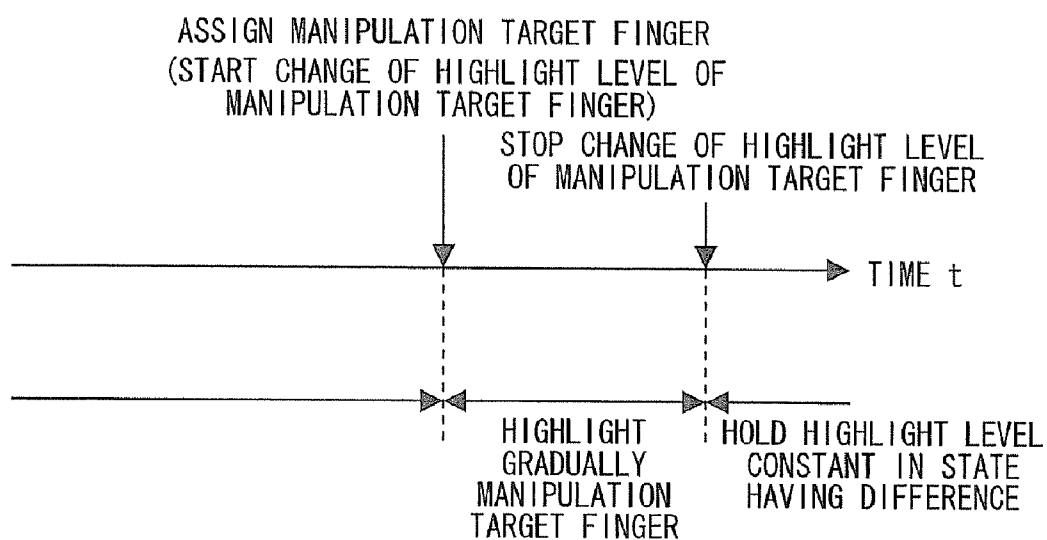 ASSIGN MANIPULATION TARGET FINGER
(START CHANGE OF HIGHLIGHT LEVEL OF
MANIPULATION TARGET FINGER)
STOP CHANGE OF HIGHLIGHT LEVEL
OF MANIPULATION TARGET FINGER
TIME t
HIGHLIGHT
GRADUALLY
MANIPULATION
TARGET FINGER
HOLD HIGHLIGHT LEVEL
CONSTANT IN STATE
HAVING DIFFERENCE